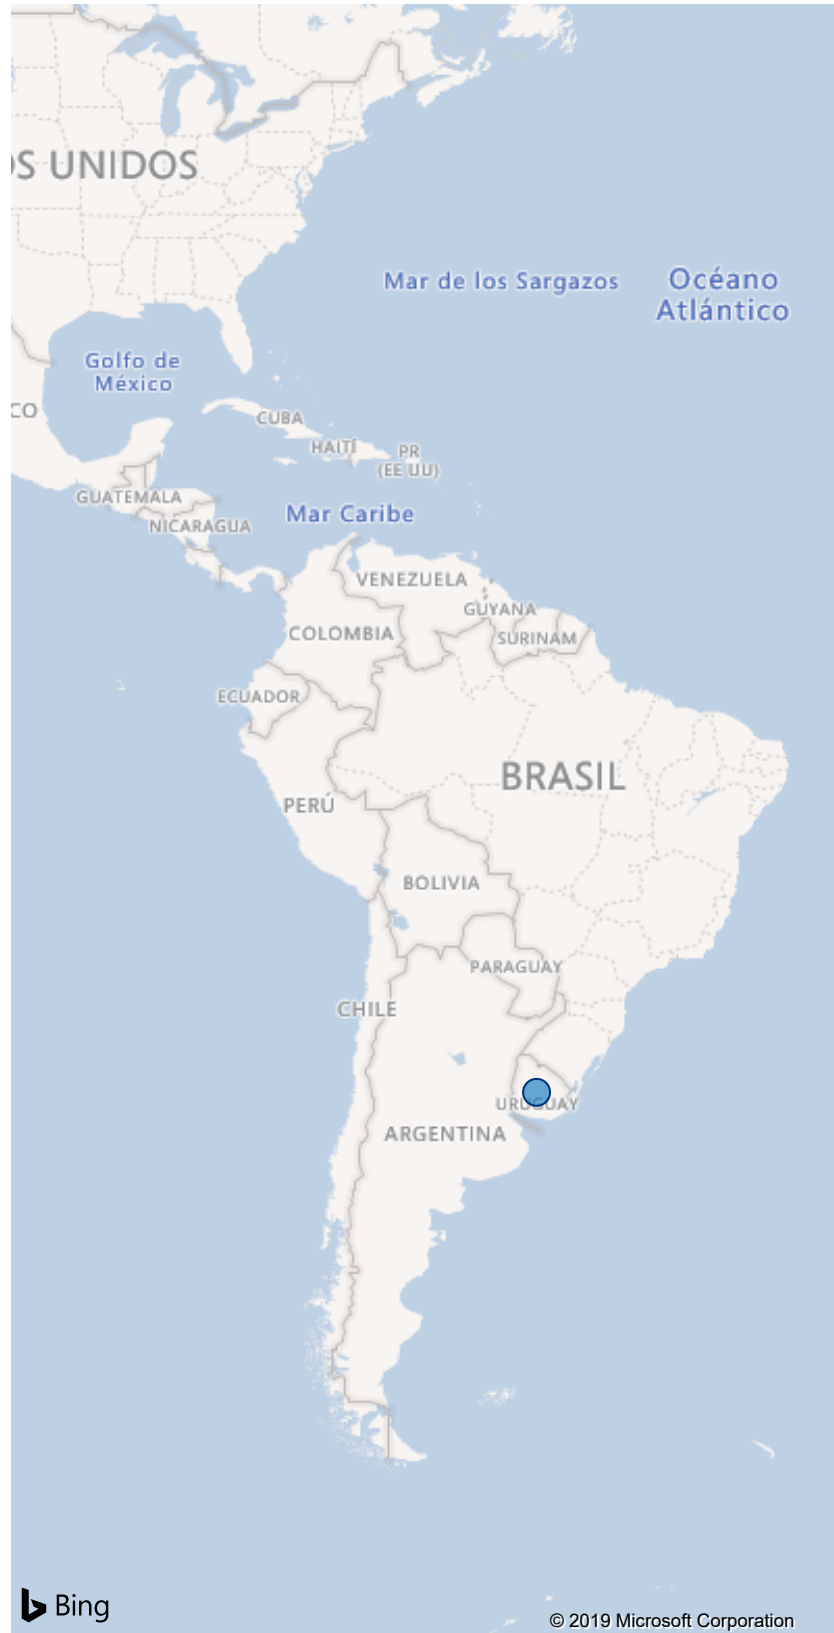 OS UNIDOS
Mar de los Sargazos
Océano
Atlántico
Golfo de
México
CO
CUBA
HAITÍ
PR
(EE UU)
GUATEMALA
Mar Caribe
NICARAGUA
VENEZUELA
GUYANA
COLOMBIA
SURINAM
ECUADOR
BRASIL
PERÚ
BOLIVIA
PARAGUAY
CHILE
URUGUAY
ARGENTINA
Bing
© 2019 Microsoft Corporation